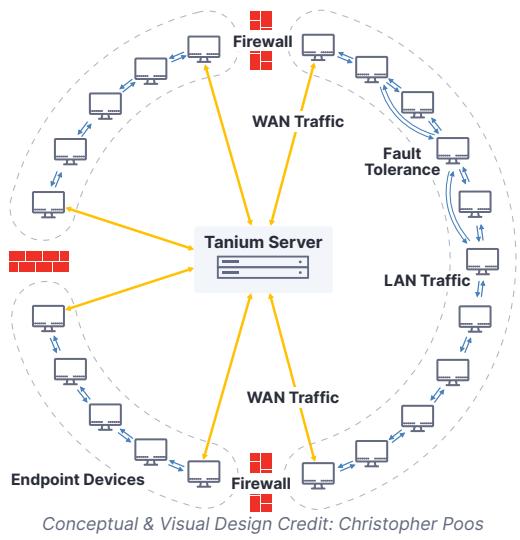 Firewall
WAN Traffic
Fault
Tolerance
Tanium Server
LAN Traffic
WAN Traffic
Endpoint Devices
Firewall
Conceptual & Visual Design Credit: Christopher Poos